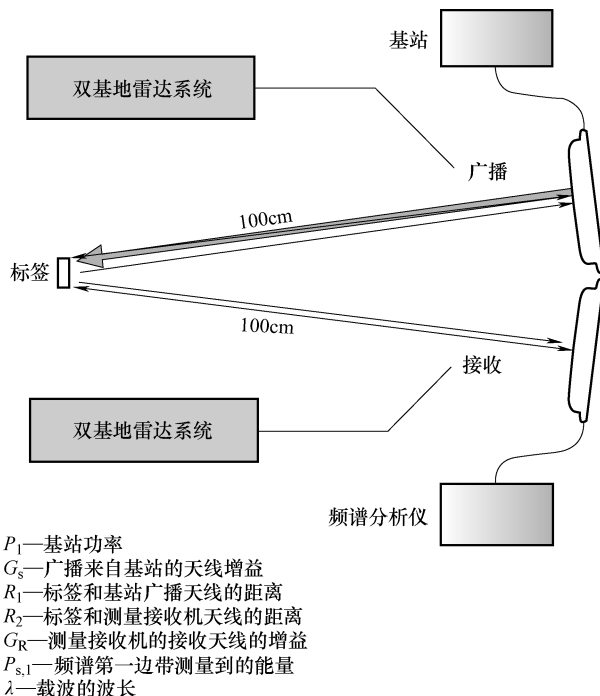 基站
双基地雷达系统
广播
100cm
标签
100cm
接收
双基地雷达系统
频谱分析仪
P₁—基站功率
Gₛ—广播来自基站的天线增益
R₁—标签和基站广播天线的距离
R₂—标签和测量接收机天线的距离
G_R—测量接收机的接收天线的增益
P_s,1—频谱第一边带测量到的能量
λ—载波的波长